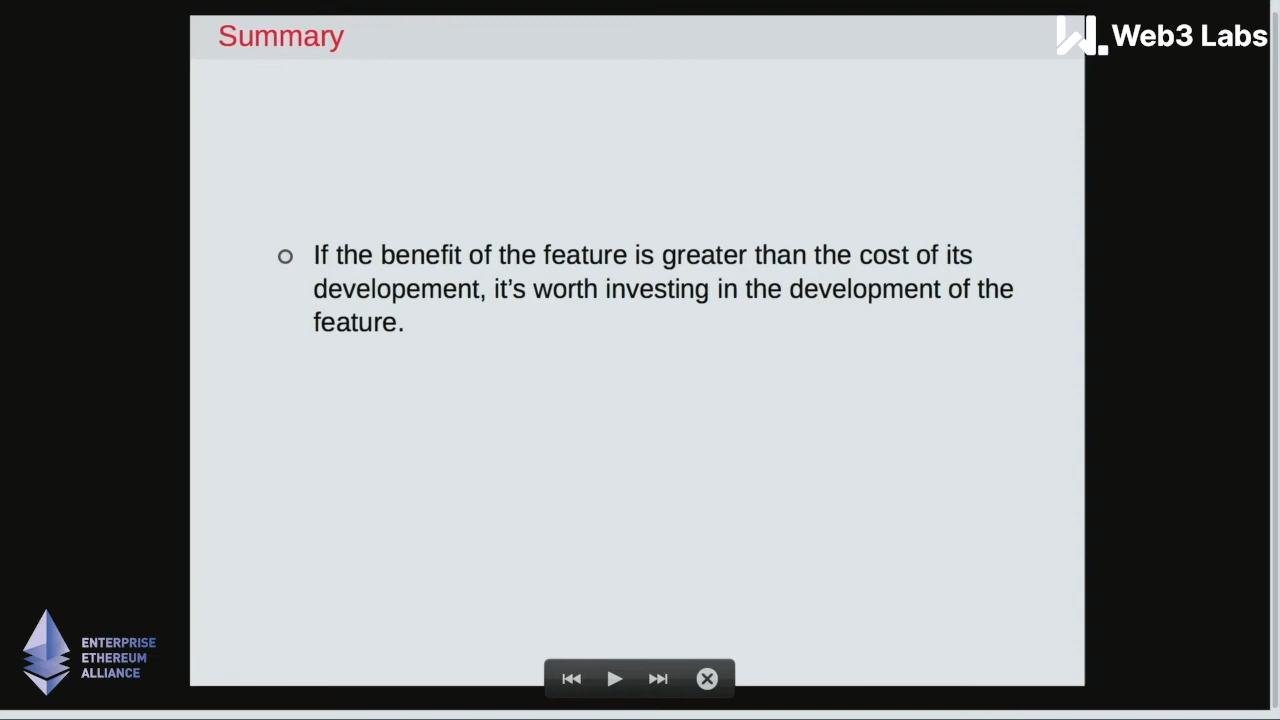 Summary
Web3 Labs
If the benefit of the feature is greater than the cost of its
developement, it’s worth investing in the development of the
feature.
ENTERPRISE
ETHEREUM
ALLIANCE